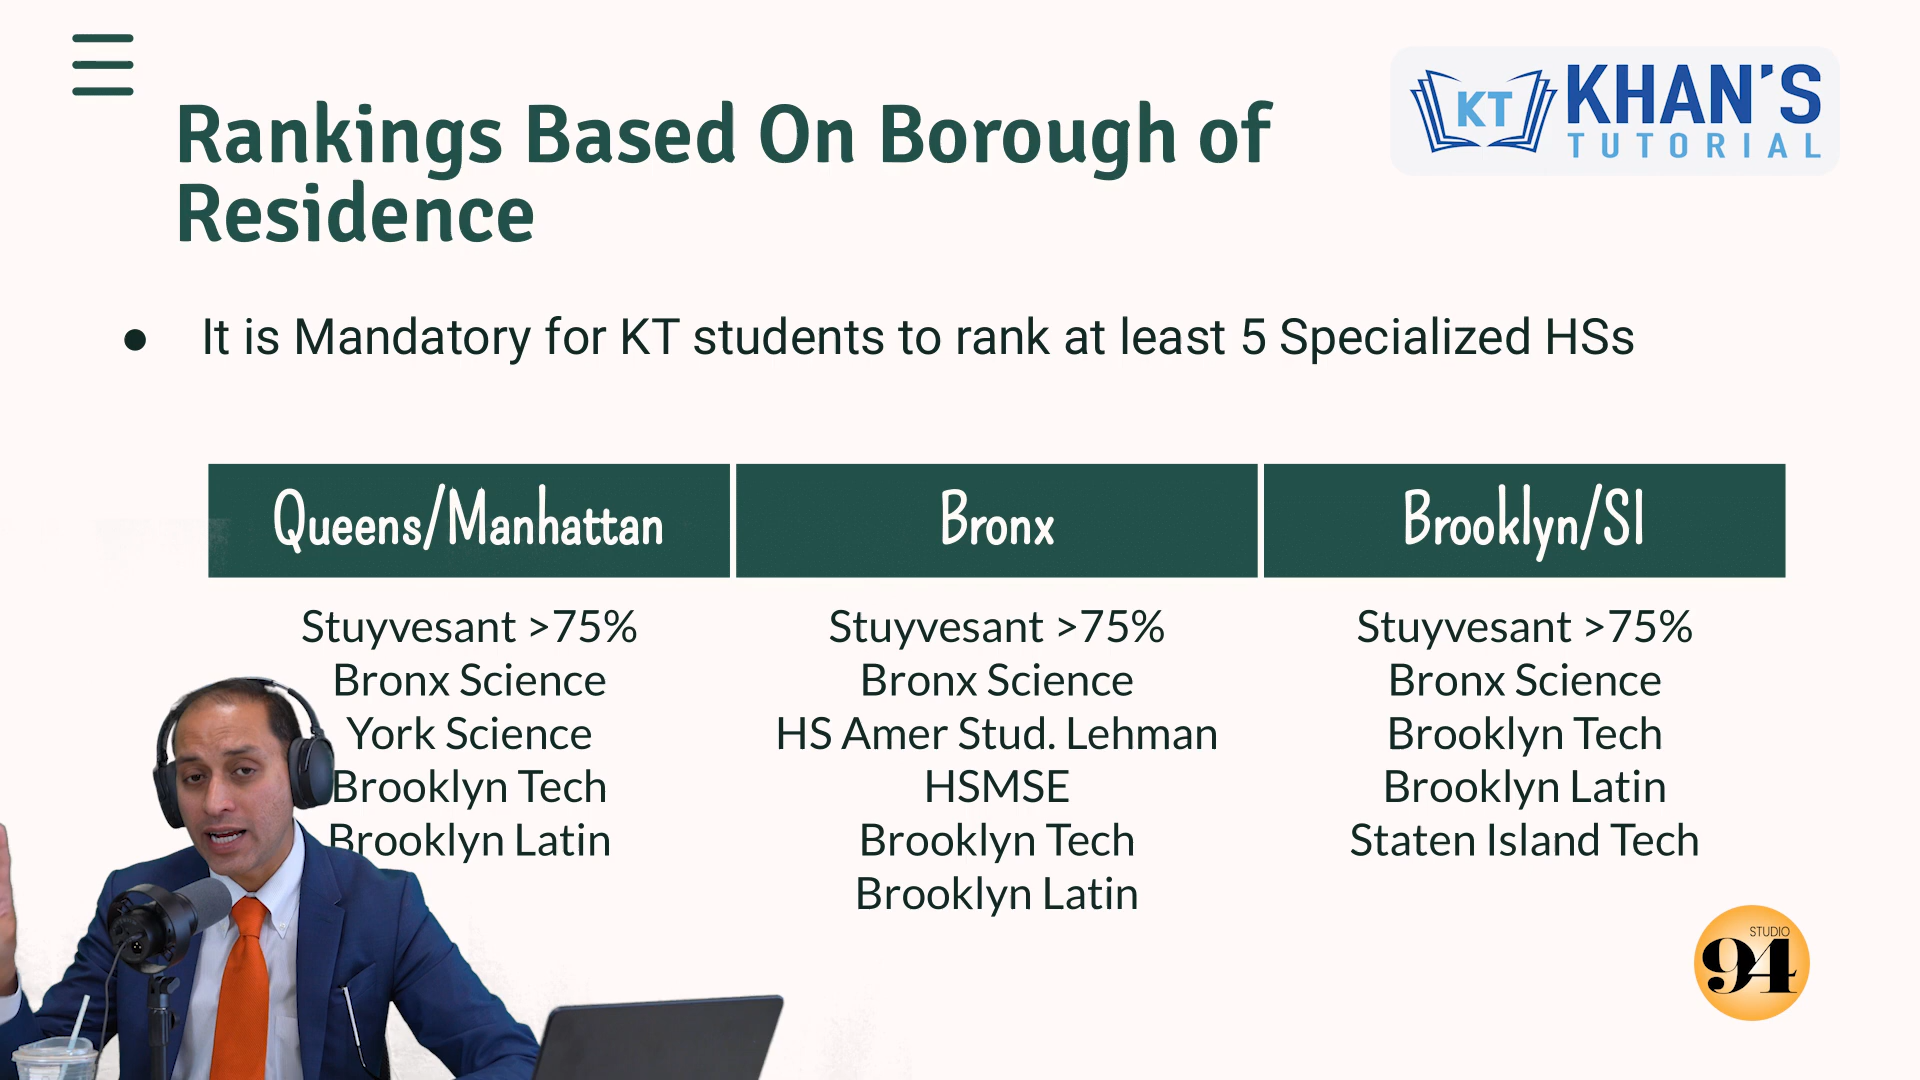 Rankings Based On Borough of
Residence
KT
KHAN'S
TUTORIAL
● It is Mandatory for KT students to rank at least 5 Specialized HSs
Queens/Manhattan
Stuyvesant >75%
Bronx Science
York Science
Brooklyn Tech
Brooklyn Latin
Bronx
Stuyvesant >75%
Bronx Science
HS Amer Stud. Lehman
HSMSE
Brooklyn Tech
Brooklyn Latin
Brooklyn/SI
Stuyvesant >75%
Bronx Science
Brooklyn Tech
Brooklyn Latin
Staten Island Tech
STUDIO
94